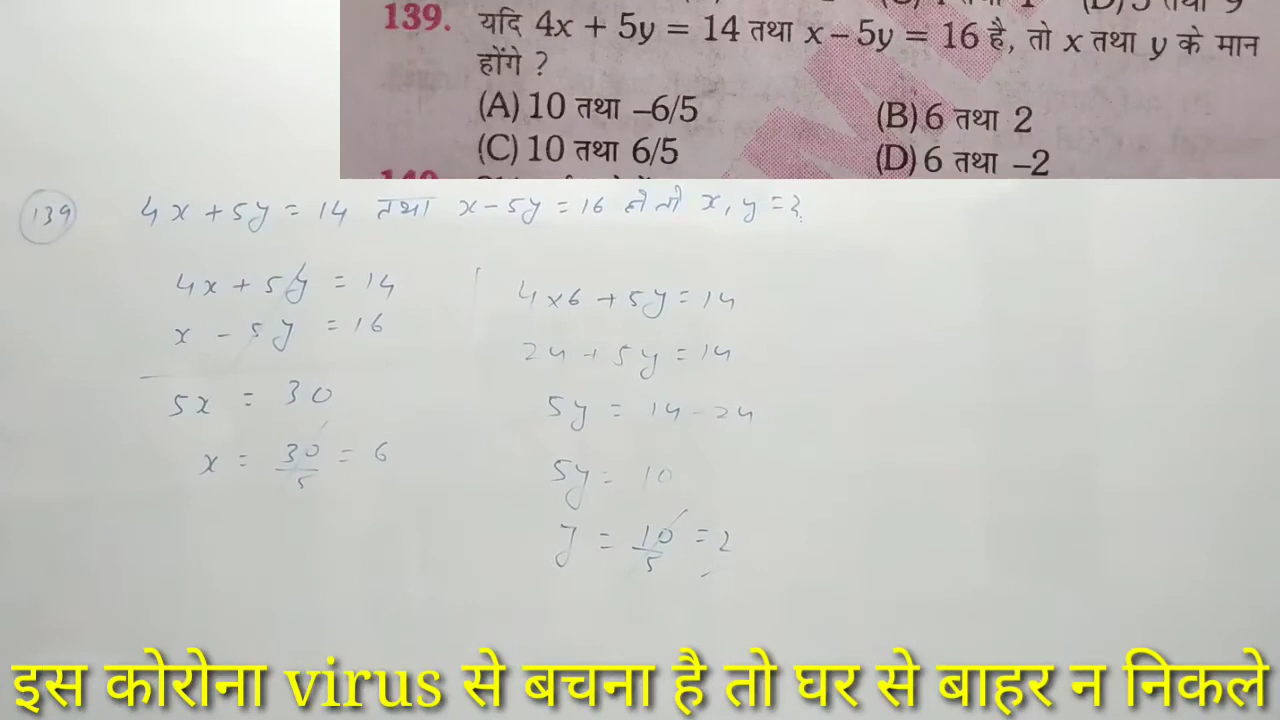 139. यदि 4x + 5y = 14 तथा x – 5y = 16 है, तो x तथा y के मान
होंगे ?
(A) 10 तथा –6/5 (B) 6 तथा 2
(C) 10 तथा 6/5 (D) 6 तथा –2
139 4x + 5y = 14 तथा x – 5y = 16 हो तो x, y = ?
4x + 5y = 14
x – 5y = 16
5x = 30
x = 30/5 = 6
4×6 + 5y = 14
24 + 5y = 14
5y = 14 – 24
5y = 10
y = 10/5 = 2
इस कोरोना virus से बचना है तो घर से बाहर न निकले